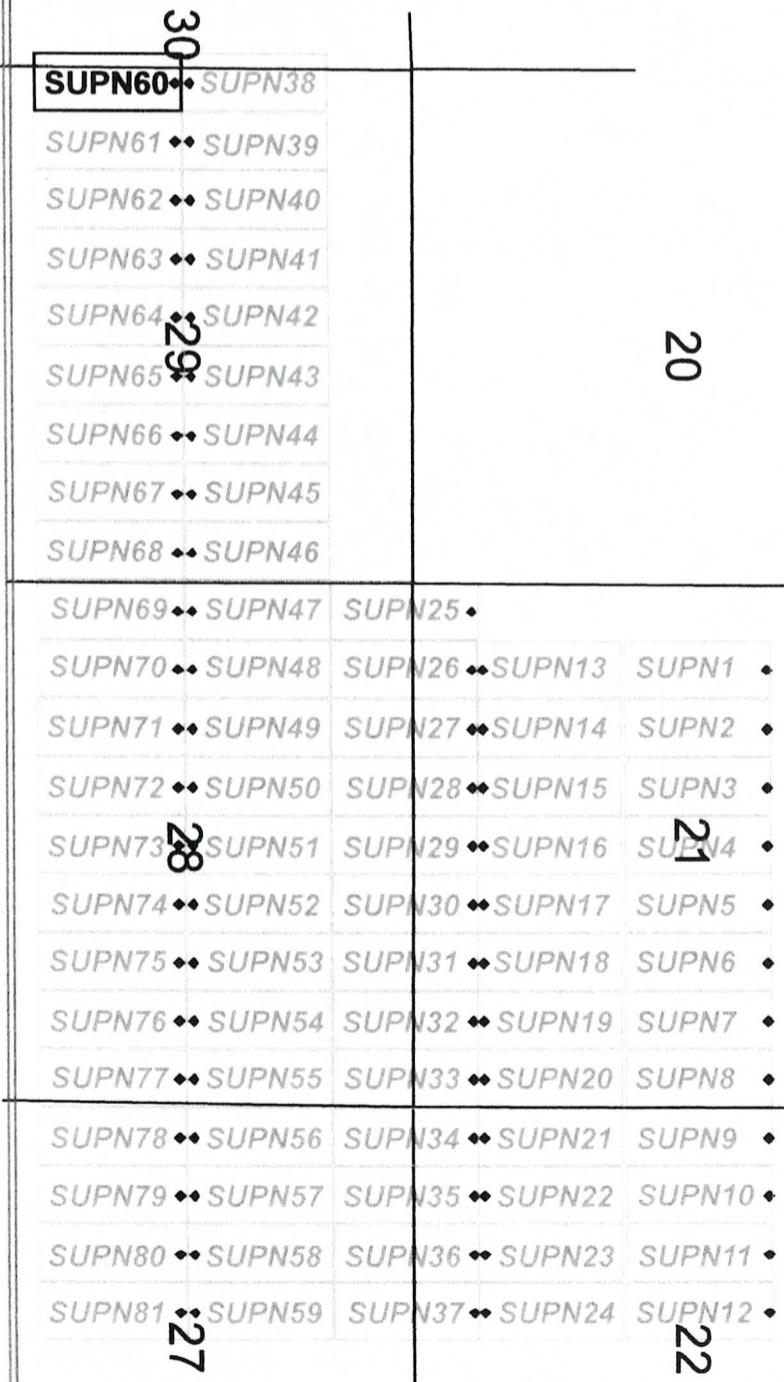 30
SUPN60 SUPN38
SUPN61 SUPN39
SUPN62 SUPN40
SUPN63 SUPN41
SUPN64 SUPN42
29
20
SUPN65 SUPN43
SUPN66 SUPN44
SUPN67 SUPN45
SUPN68 SUPN46
SUPN69 SUPN47 SUPN25
SUPN70 SUPN48 SUPN26 SUPN13 SUPN1
SUPN71 SUPN49 SUPN27 SUPN14 SUPN2
SUPN72 SUPN50 SUPN28 SUPN15 SUPN3
SUPN73 SUPN51 SUPN29 SUPN16 SUPN4
28
21
SUPN74 SUPN52 SUPN30 SUPN17 SUPN5
SUPN75 SUPN53 SUPN31 SUPN18 SUPN6
SUPN76 SUPN54 SUPN32 SUPN19 SUPN7
SUPN77 SUPN55 SUPN33 SUPN20 SUPN8
SUPN78 SUPN56 SUPN34 SUPN21 SUPN9
SUPN79 SUPN57 SUPN35 SUPN22 SUPN10
SUPN80 SUPN58 SUPN36 SUPN23 SUPN11
SUPN81 SUPN59 SUPN37 SUPN24 SUPN12
27
22